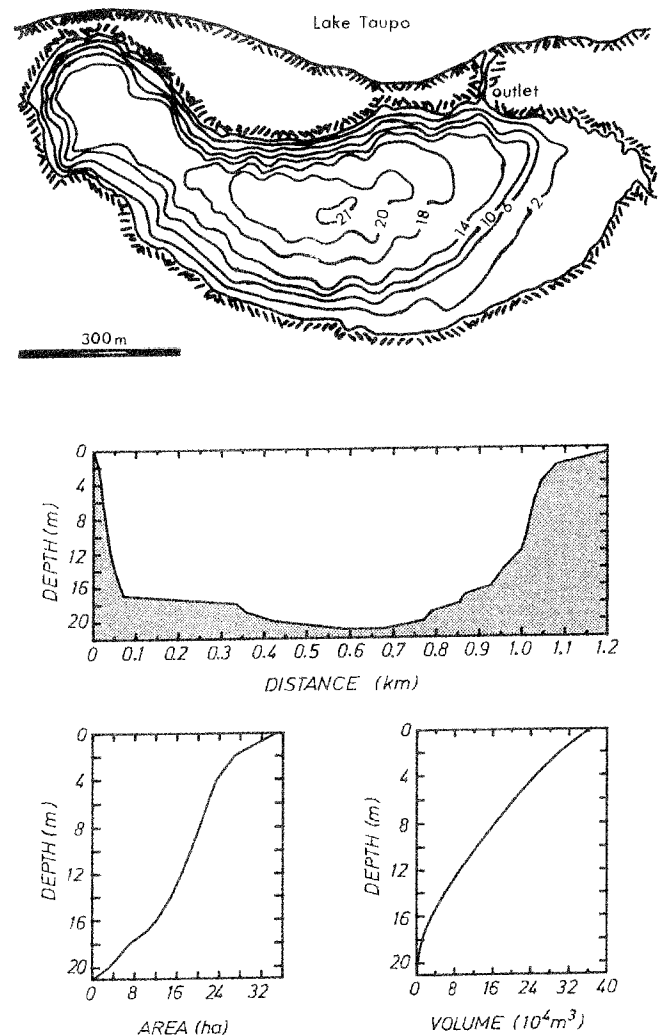 Lake Taupo
outlet
21 20 18 14 10 6 2
300 m
0
4
8
12
16
20
DEPTH (m)
0 0.1 0.2 0.3 0.4 0.5 0.6 0.7 0.8 0.9 1.0 1.1 1.2
DISTANCE (km)
0
4
8
12
16
20
DEPTH (m)
0 8 16 24 32
AREA (ha)
0
4
8
12
16
20
DEPTH (m)
0 8 16 24 32 40
VOLUME (10⁴m³)